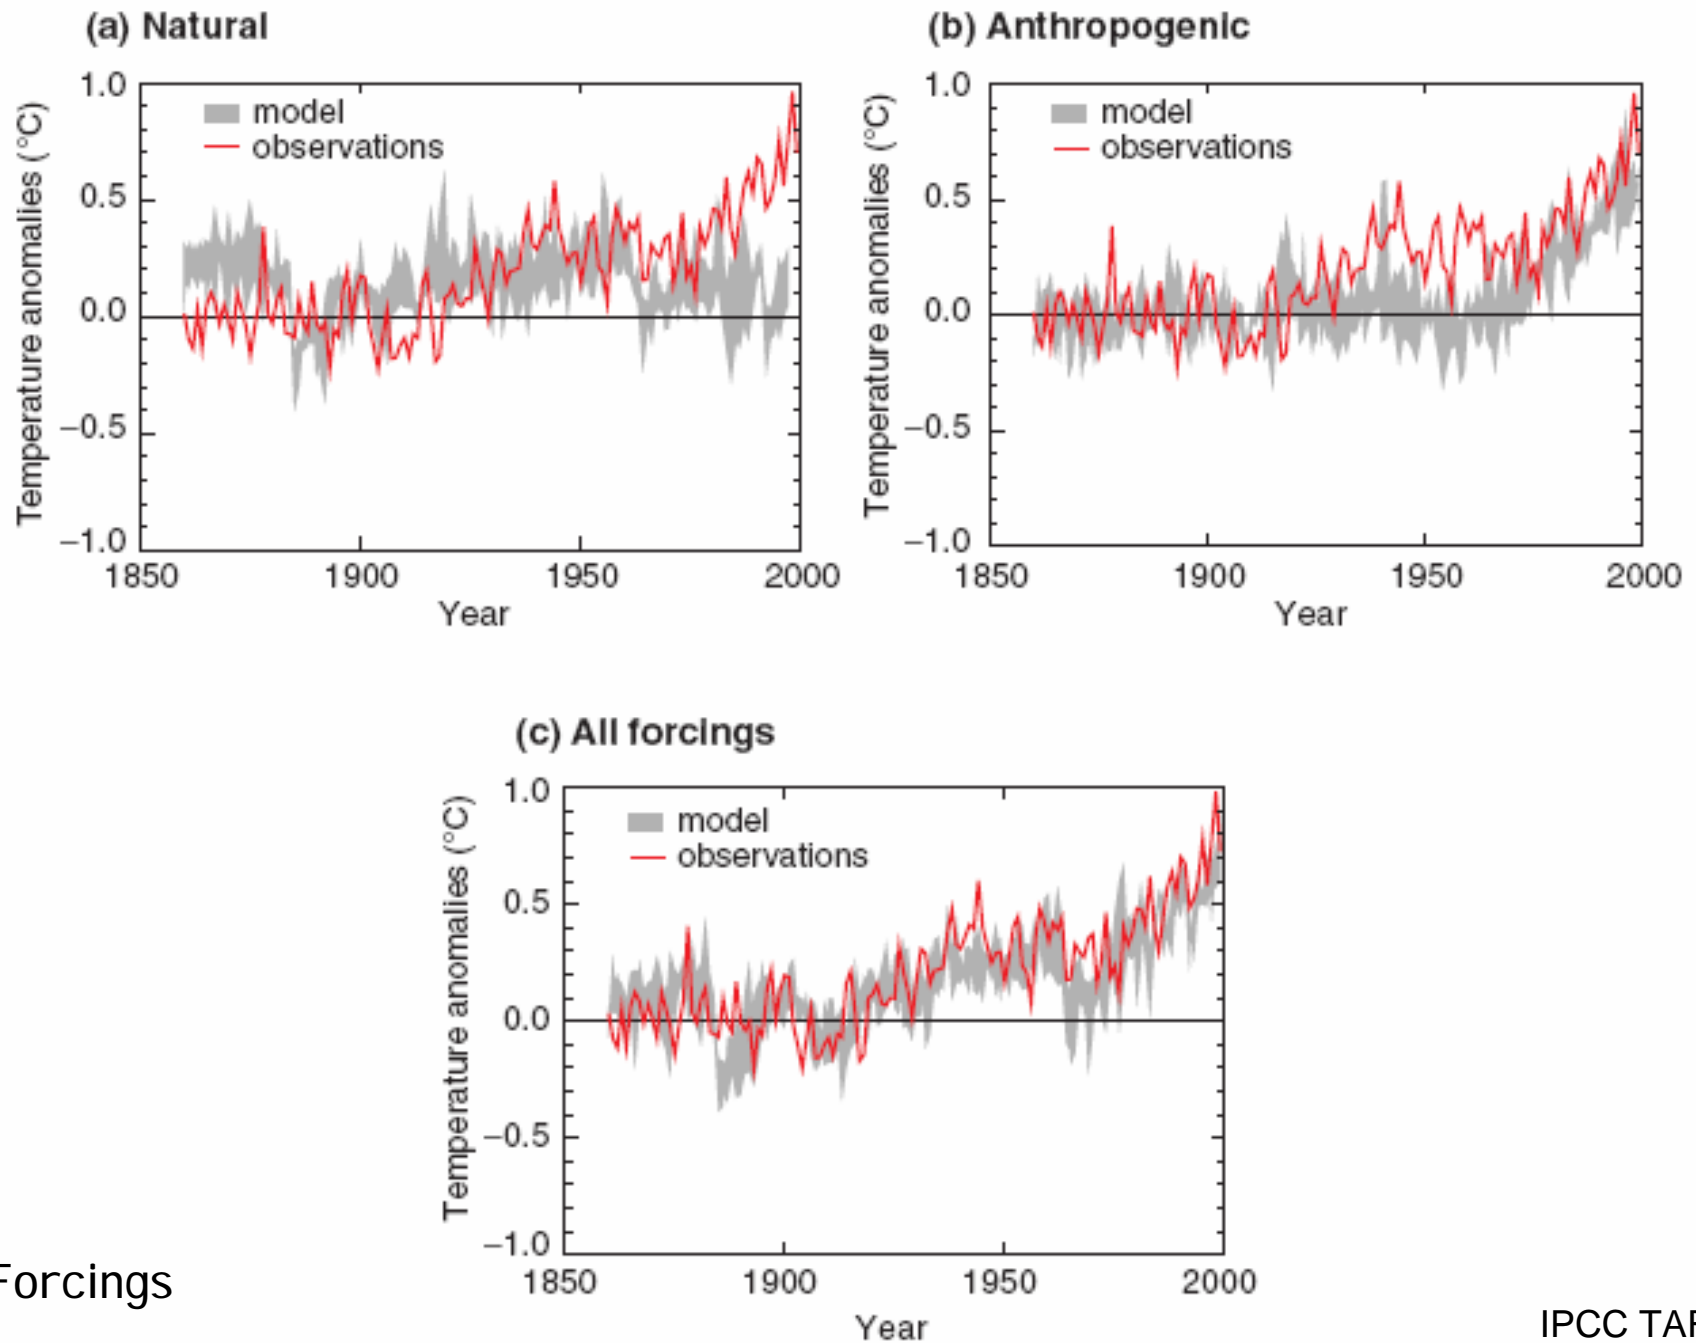 (a) Natural
Temperature anomalies (°C)
1.0
0.5
0.0
−0.5
−1.0
model
observations
1850 1900 1950 2000
Year
(b) Anthropogenic
Temperature anomalies (°C)
1.0
0.5
0.0
−0.5
−1.0
model
observations
1850 1900 1950 2000
Year
(c) All forcings
Temperature anomalies (°C)
1.0
0.5
0.0
−0.5
−1.0
model
observations
1850 1900 1950 2000
Year
Forcings
IPCC TAR